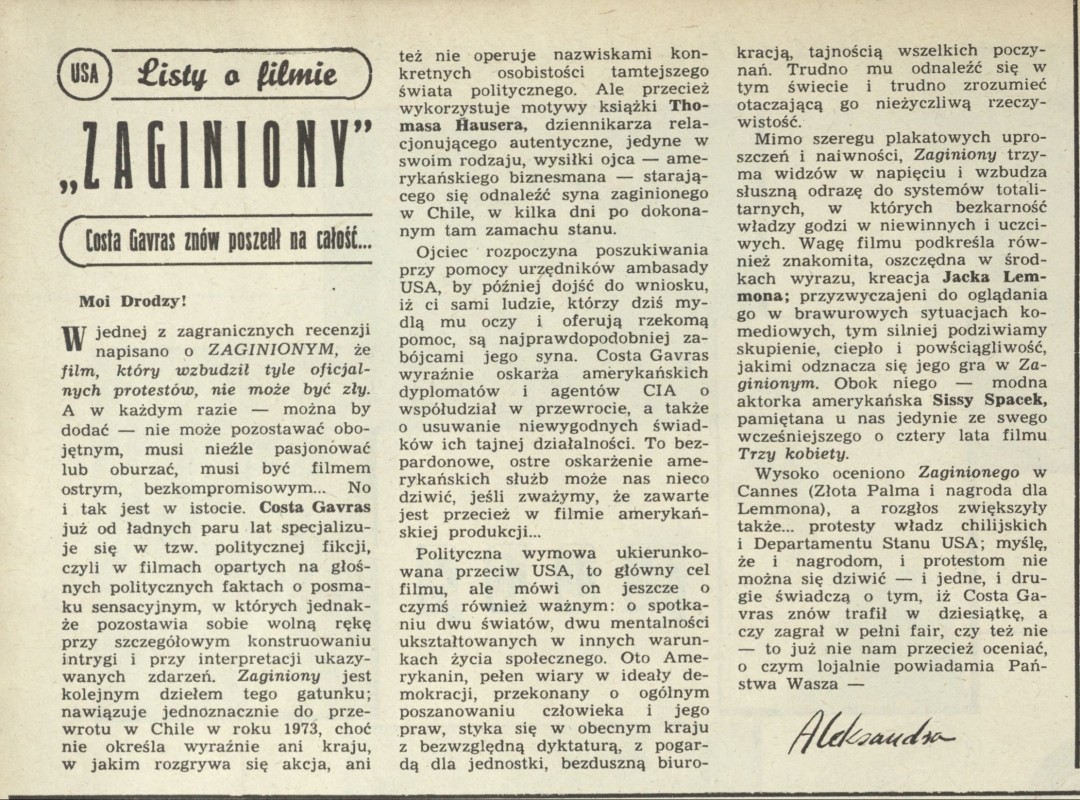 USA Listy o filmie
„ZAGINIONY”
Costa Gavras znów poszedł na całość...
Moi Drodzy!
W jednej z zagranicznych recenzji
napisano o ZAGINIONYM, że
film, który wzbudził tyle oficjal-
nych protestów, nie może być zły.
A w każdym razie — można by
dodać — nie może pozostawać obo-
jętnym, musi nieźle pasjonować
lub oburzać, musi być filmem
ostrym, bezkompromisowym... No
i tak jest w istocie. Costa Gavras
już od ładnych paru lat specjalizu-
je się w tzw. politycznej fikcji,
czyli w filmach opartych na głoś-
nych politycznych faktach o posma-
ku sensacyjnym, w których jednak-
że pozostawia sobie wolną rękę
przy szczegółowym konstruowaniu
intrygi i przy interpretacji ukazy-
wanych zdarzeń. Zaginiony jest
kolejnym dziełem tego gatunku;
nawiązuje jednoznacznie do prze-
wrotu w Chile w roku 1973, choć
nie określa wyraźnie ani kraju,
w jakim rozgrywa się akcja, ani
też nie operuje nazwiskami kon-
kretnych osobistości tamtejszego
świata politycznego. Ale przecież
wykorzystuje motywy książki Tho-
masa Hausera, dziennikarza rela-
cjonującego autentyczne, jedyne w
swoim rodzaju, wysiłki ojca — ame-
rykańskiego biznesmana — starają-
cego się odnaleźć syna zaginionego
w Chile, w kilka dni po dokona-
nym tam zamachu stanu.
Ojciec rozpoczyna poszukiwania
przy pomocy urzędników ambasady
USA, by później dojść do wniosku,
iż ci sami ludzie, którzy dziś my-
dlą mu oczy i oferują rzekomą
pomoc, są najprawdopodobniej za-
bójcami jego syna. Costa Gavras
wyraźnie oskarża amerykańskich
dyplomatów i agentów CIA o
współudział w przewrocie, a także
o usuwanie niewygodnych świad-
ków ich tajnej działalności. To bez-
pardonowe, ostre oskarżenie ame-
rykańskich służb może nas nieco
dziwić, jeśli zważymy, że zawarte
jest przecież w filmie amerykań-
skiej produkcji...
Polityczna wymowa ukierunko-
wana przeciw USA, to główny cel
filmu, ale mówi on jeszcze o
czymś również ważnym: o spotka-
niu dwu światów, dwu mentalności
ukształtowanych w innych warun-
kach życia społecznego. Oto Ame-
rykanin, pełen wiary w ideały de-
mokracji, przekonany o ogólnym
poszanowaniu człowieka i jego
praw, styka się w obecnym kraju
z bezwzględną dyktaturą, z pogar-
dą dla jednostki, bezduszną biuro-
kracją, tajnością wszelkich poczy-
nań. Trudno mu odnaleźć się w
tym świecie i trudno zrozumieć
otaczającą go nieżyczliwą rzeczy-
wistość.
Mimo szeregu plakatowych upro-
szczeń i naiwności, Zaginiony trzy-
ma widzów w napięciu i wzbudza
słuszną odrazę do systemów totali-
tarnych, w których bezkarność
władzy godzi w niewinnych i uczci-
wych. Wagę filmu podkreśla rów-
nież znakomita, oszczędna w środ-
kach wyrazu, kreacja Jacka Lem-
mona; przyzwyczajeni do oglądania
go w brawurowych sytuacjach ko-
mediowych, tym silniej podziwiamy
skupienie, ciepło i powściągliwość,
jakimi odznacza się jego gra w Za-
ginionym. Obok niego — modna
aktorka amerykańska Sissy Spacek,
pamiętana u nas jedynie ze swego
wcześniejszego o cztery lata filmu
Trzy kobiety.
Wysoko oceniono Zaginionego w
Cannes (Złota Palma i nagroda dla
Lemmona), a rozgłos zwiększyły
także... protesty władz chilijskich
i Departamentu Stanu USA; myślę,
że i nagrodom, i protestom nie
można się dziwić — i jedne, i dru-
gie świadczą o tym, iż Costa Ga-
vras znów trafił w dziesiątkę, a
czy zagrał w pełni fair, czy też nie
— to już nie nam przecież oceniać,
o czym lojalnie powiadamia Pań-
stwa Wasza —
Aleksandra